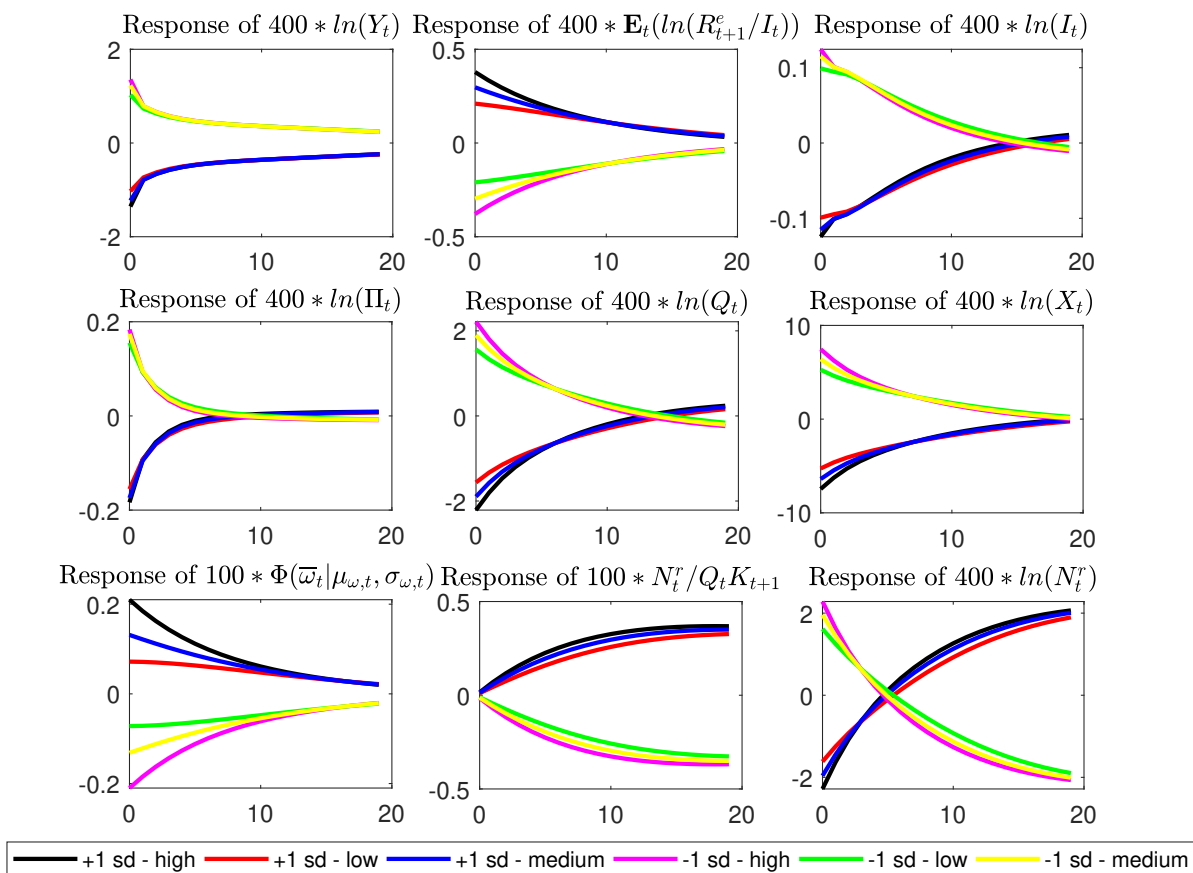 Response of 400 ∗ ln(Y_t)
Response of 400 ∗ E_t(ln(R^e_{t+1}/I_t))
Response of 400 ∗ ln(I_t)
2
0
-2
0 10 20
0.5
0
-0.5
0 10 20
0.1
0
-0.1
0 10 20
Response of 400 ∗ ln(Π_t)
Response of 400 ∗ ln(Q_t)
Response of 400 ∗ ln(X_t)
0.2
0
-0.2
0 10 20
2
0
-2
0 10 20
10
0
-10
0 10 20
Response of 100 ∗ Φ(ω̅_t|μ_{ω,t}, σ_{ω,t})
Response of 100 ∗ N^r_t/Q_tK_{t+1}
Response of 400 ∗ ln(N^r_t)
0.2
0
-0.2
0 10 20
0.5
0
-0.5
0 10 20
2
0
-2
0 10 20
+1 sd - high +1 sd - low +1 sd - medium -1 sd - high -1 sd - low -1 sd - medium